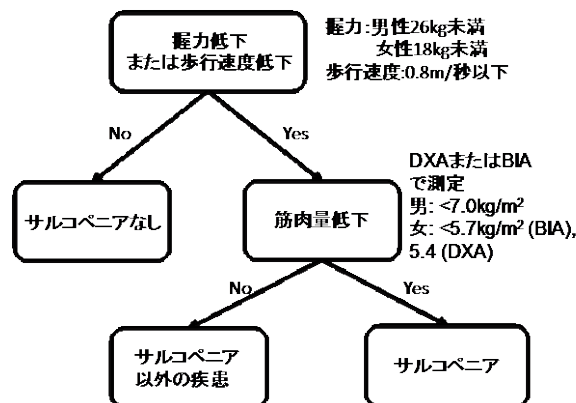 握力低下
または歩行速度低下
握力:男性26kg未満
女性18kg未満
歩行速度:0.8m/秒以下
No
Yes
サルコペニアなし
筋肉量低下
DXAまたはBIA
で測定
男: <7.0kg/m²
女: <5.7kg/m² (BIA),
5.4 (DXA)
No
Yes
サルコペニア
以外の疾患
サルコペニア